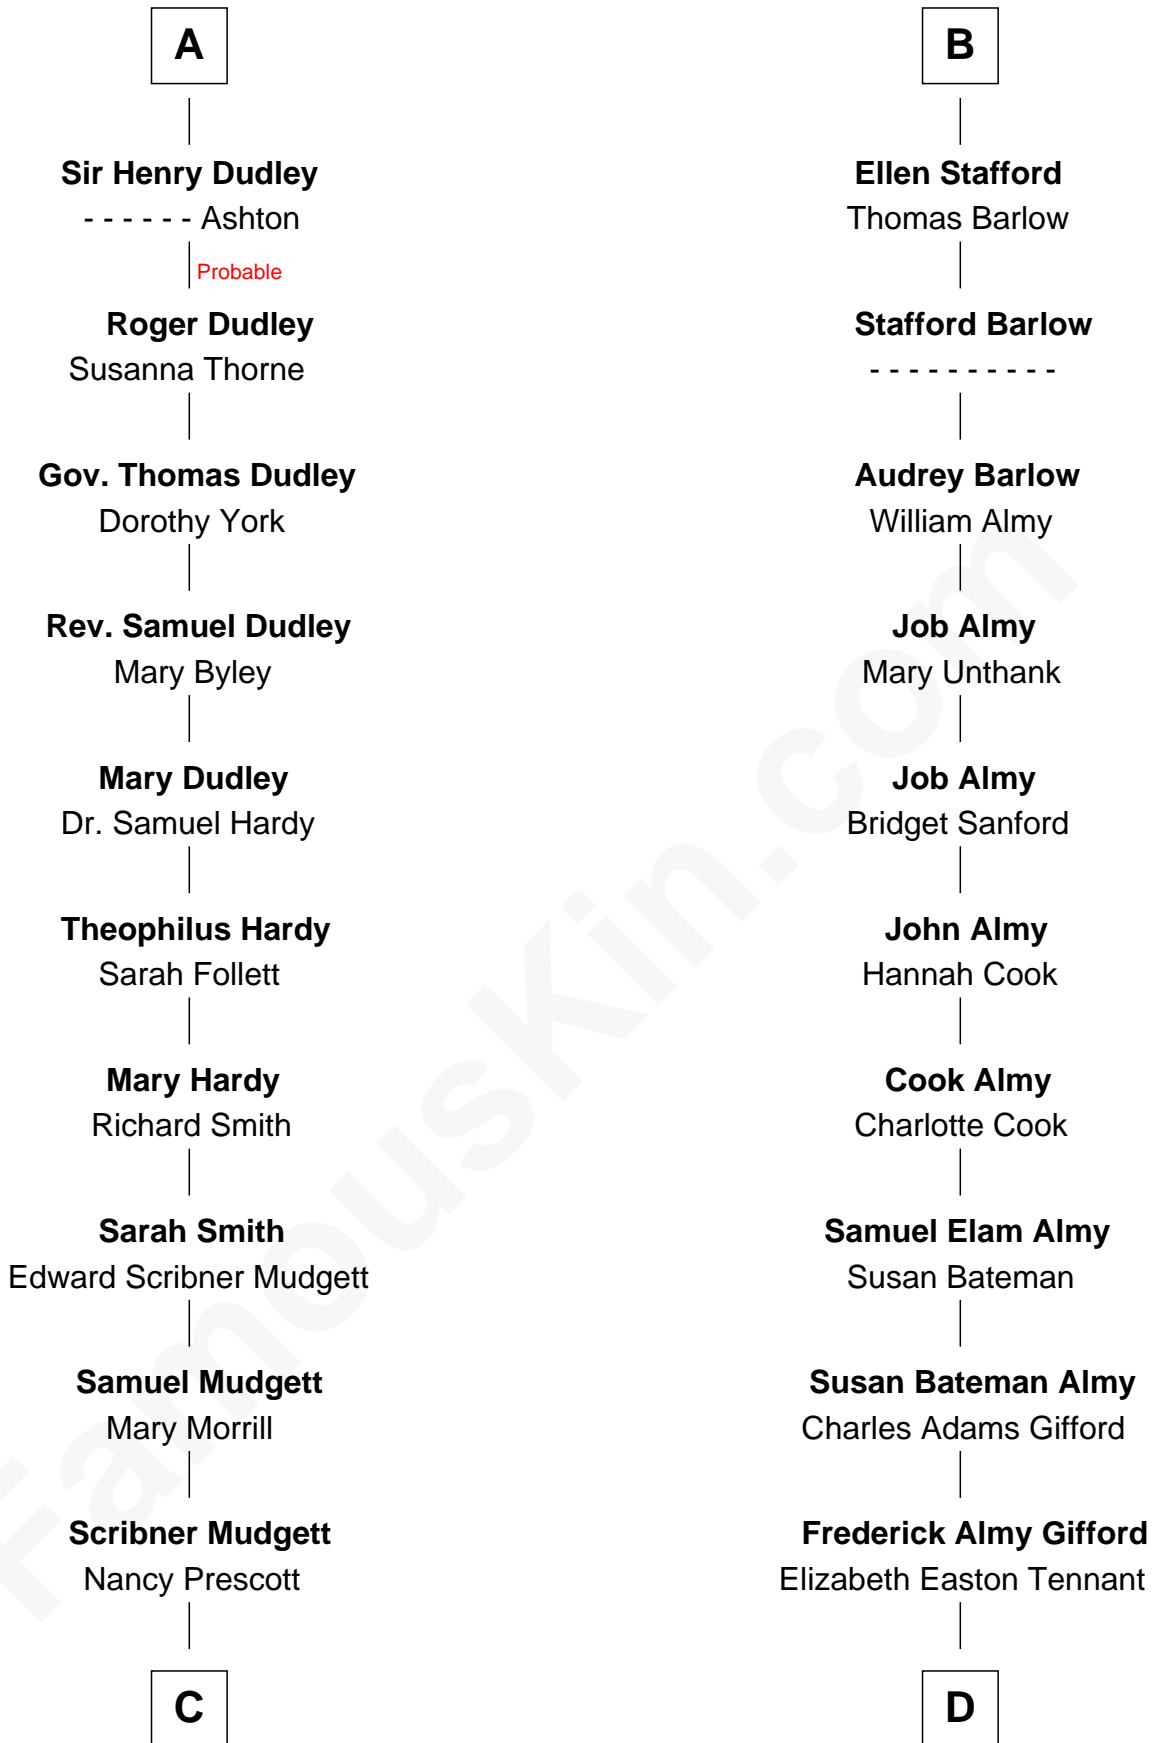 A
Sir Henry Dudley
- - - - - - Ashton
Probable
Roger Dudley
Susanna Thorne
Gov. Thomas Dudley
Dorothy York
Rev. Samuel Dudley
Mary Byley
Mary Dudley
Dr. Samuel Hardy
Theophilus Hardy
Sarah Follett
Mary Hardy
Richard Smith
Sarah Smith
Edward Scribner Mudgett
Samuel Mudgett
Mary Morrill
Scribner Mudgett
Nancy Prescott
C
B
Ellen Stafford
Thomas Barlow
Stafford Barlow
- - - - - - - - - -
Audrey Barlow
William Almy
Job Almy
Mary Unthank
Job Almy
Bridget Sanford
John Almy
Hannah Cook
Cook Almy
Charlotte Cook
Samuel Elam Almy
Susan Bateman
Susan Bateman Almy
Charles Adams Gifford
Frederick Almy Gifford
Elizabeth Easton Tennant
D
FamousKin.com